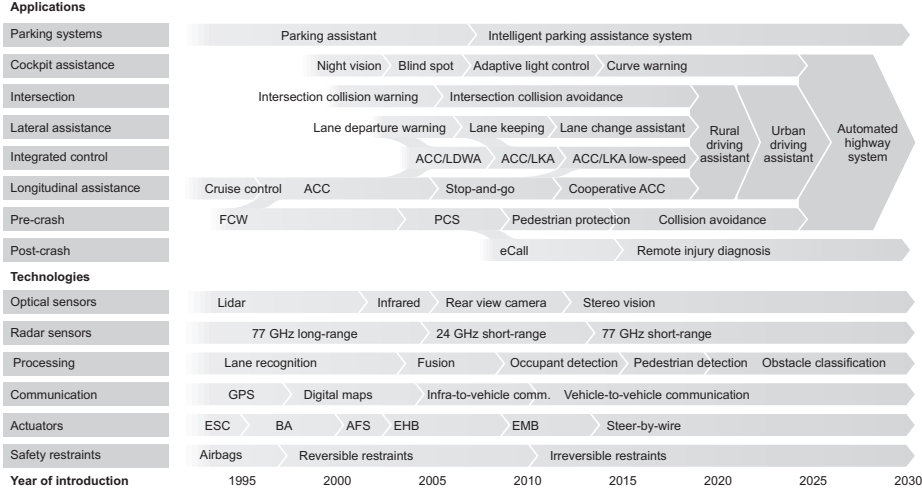 Applications
Parking systems Parking assistant Intelligent parking assistance system
Cockpit assistance Night vision Blind spot Adaptive light control Curve warning
Intersection Intersection collision warning Intersection collision avoidance
Lateral assistance Lane departure warning Lane keeping Lane change assistant
Rural driving assistant
Urban driving assistant
Automated highway system
Integrated control ACC/LDWA ACC/LKA ACC/LKA low-speed
Longitudinal assistance Cruise control ACC Stop-and-go Cooperative ACC
Pre-crash FCW PCS Pedestrian protection Collision avoidance
Post-crash eCall Remote injury diagnosis
Technologies
Optical sensors Lidar Infrared Rear view camera Stereo vision
Radar sensors 77 GHz long-range 24 GHz short-range 77 GHz short-range
Processing Lane recognition Fusion Occupant detection Pedestrian detection Obstacle classification
Communication GPS Digital maps Infra-to-vehicle comm. Vehicle-to-vehicle communication
Actuators ESC BA AFS EHB EMB Steer-by-wire
Safety restraints Airbags Reversible restraints Irreversible restraints
Year of introduction 1995 2000 2005 2010 2015 2020 2025 2030